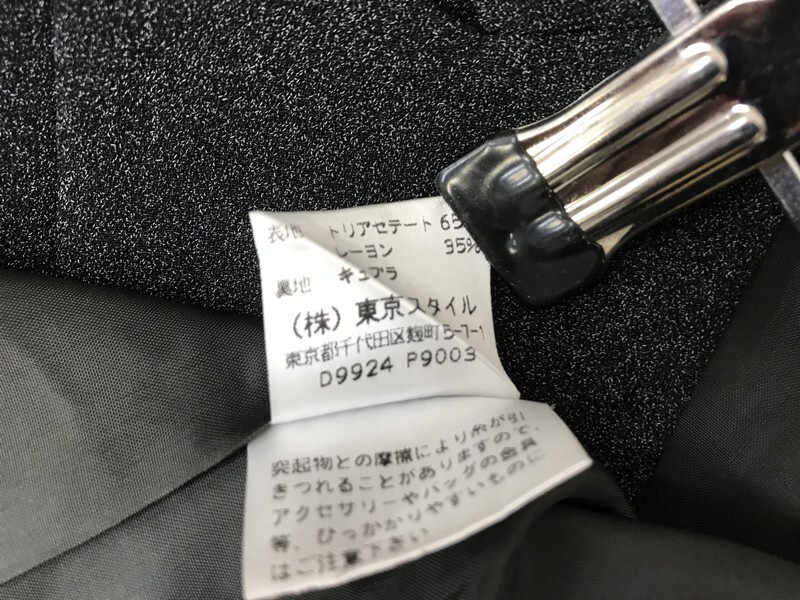 表地 トリアセテート 65
レーヨン 35%
裏地 キュプラ
(株)東京スタイル
東京都千代田区麹町5-7-1
D9924 P9003
突起物との摩擦により糸が引
きつれることがありますので、
アクセサリーやバッグの金具
等、ひっかかりやすいものに
はご注意下さい